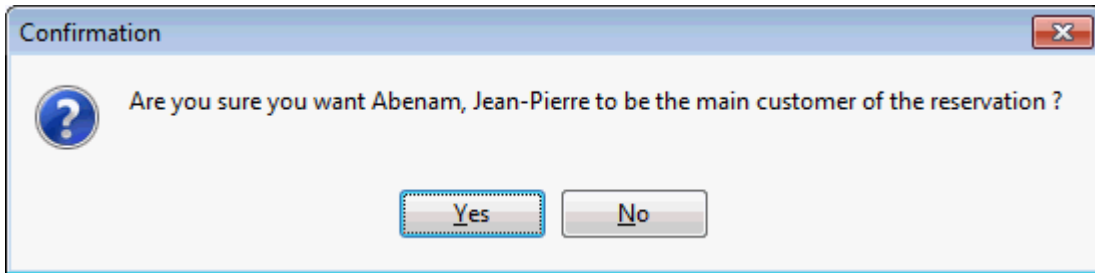 Confirmation
Are you sure you want Abenam, Jean-Pierre to be the main customer of the reservation ?
Yes No